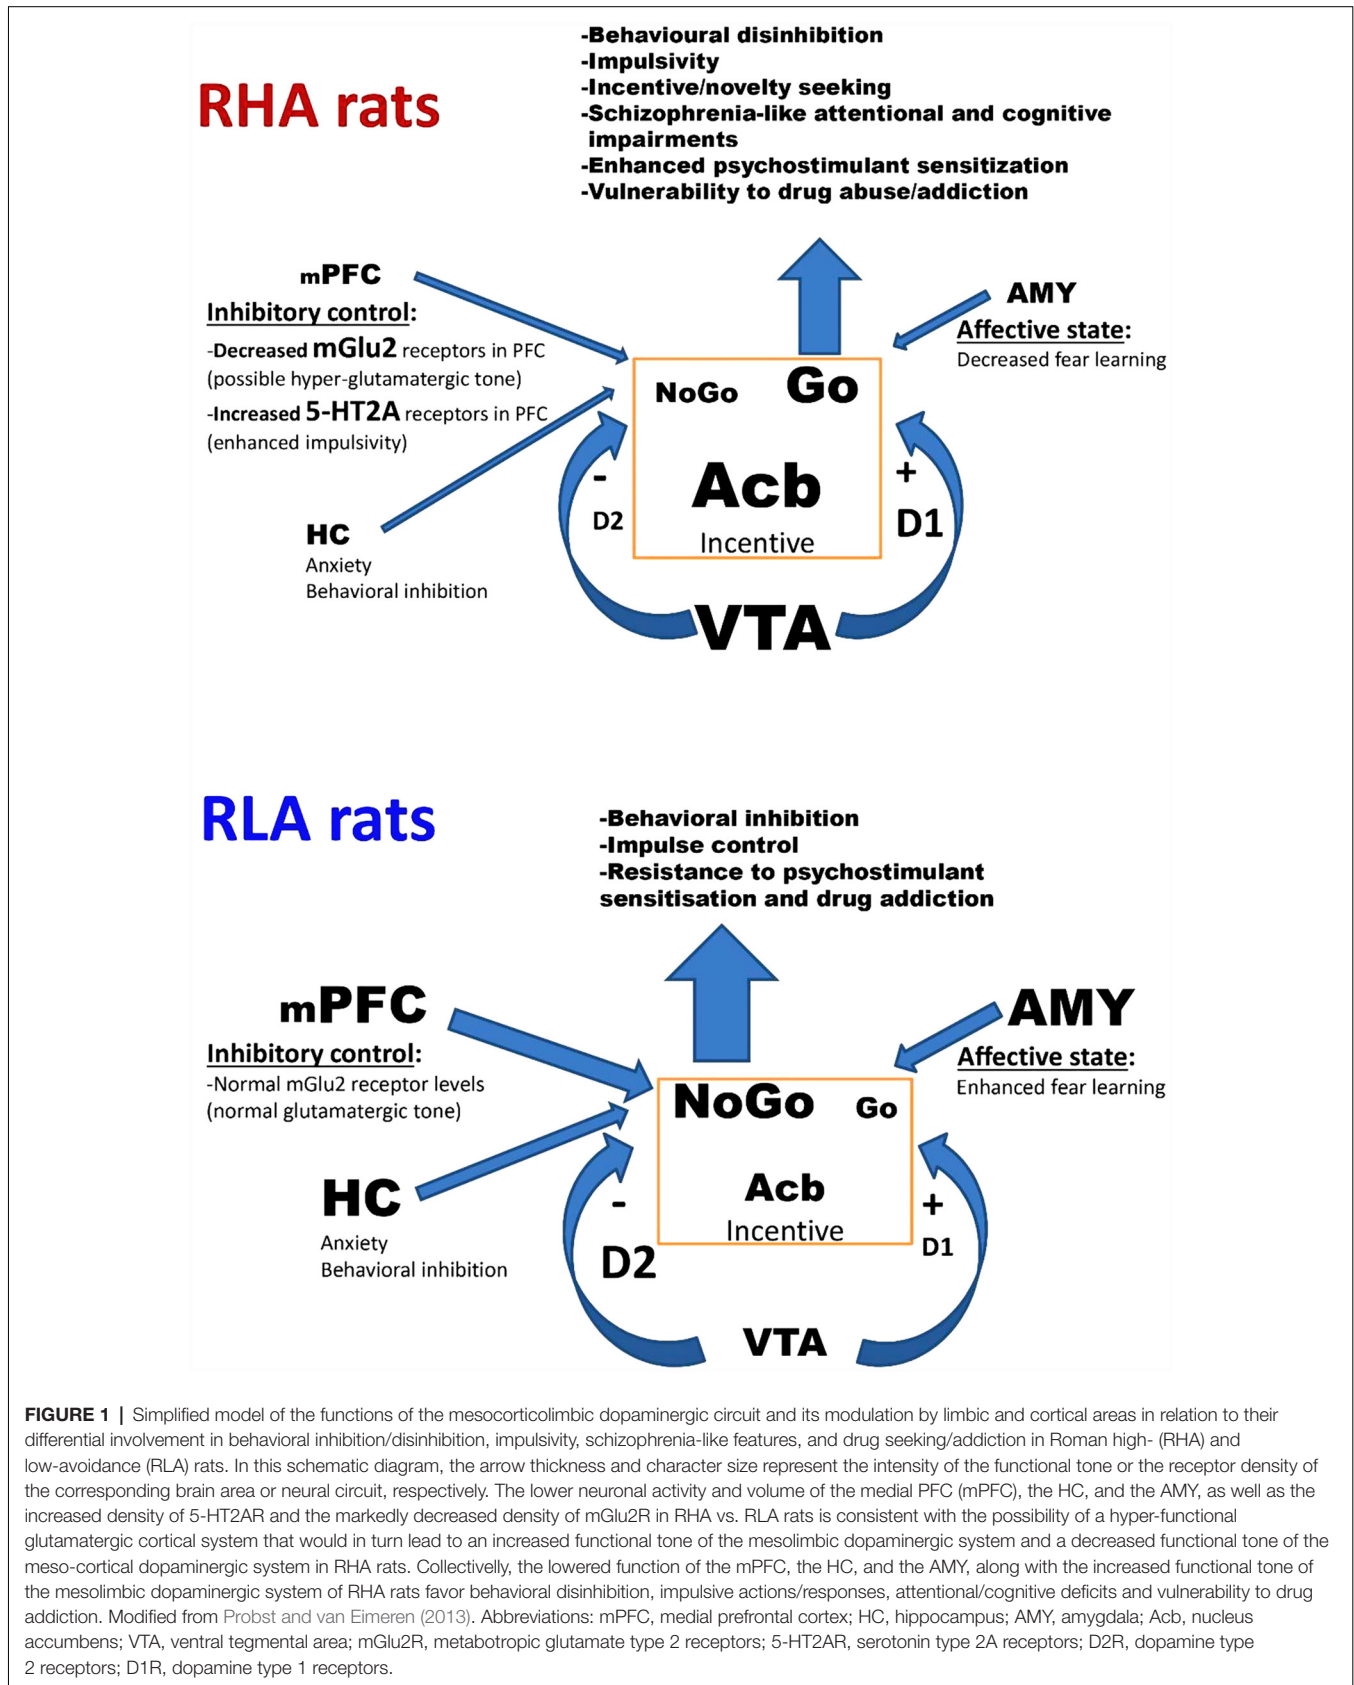 -Behavioural disinhibition
-Impulsivity
-Incentive/novelty seeking
-Schizophrenia-like attentional and cognitive
impairments
-Enhanced psychostimulant sensitization
-Vulnerability to drug abuse/addiction
RHA rats
mPFC
Inhibitory control:
-Decreased mGlu2 receptors in PFC
(possible hyper-glutamatergic tone)
-Increased 5-HT2A receptors in PFC
(enhanced impulsivity)
AMY
Affective state:
Decreased fear learning
NoGo Go
- +
D2 D1
Acb
Incentive
HC
Anxiety
Behavioral inhibition
VTA
RLA rats
-Behavioral inhibition
-Impulse control
-Resistance to psychostimulant
sensitisation and drug addiction
mPFC
Inhibitory control:
-Normal mGlu2 receptor levels
(normal glutamatergic tone)
AMY
Affective state:
Enhanced fear learning
NoGo Go
HC
Anxiety
Behavioral inhibition
Acb
Incentive
- +
D2 D1
VTA
FIGURE 1 | Simplified model of the functions of the mesocorticolimbic dopaminergic circuit and its modulation by limbic and cortical areas in relation to their
differential involvement in behavioral inhibition/disinhibition, impulsivity, schizophrenia-like features, and drug seeking/addiction in Roman high- (RHA) and
low-avoidance (RLA) rats. In this schematic diagram, the arrow thickness and character size represent the intensity of the functional tone or the receptor density of
the corresponding brain area or neural circuit, respectively. The lower neuronal activity and volume of the medial PFC (mPFC), the HC, and the AMY, as well as the
increased density of 5-HT2AR and the markedly decreased density of mGlu2R in RHA vs. RLA rats is consistent with the possibility of a hyper-functional
glutamatergic cortical system that would in turn lead to an increased functional tone of the mesolimbic dopaminergic system and a decreased functional tone of the
meso-cortical dopaminergic system in RHA rats. Collectivelly, the lowered function of the mPFC, the HC, and the AMY, along with the increased functional tone of
the mesolimbic dopaminergic system of RHA rats favor behavioral disinhibition, impulsive actions/responses, attentional/cognitive deficits and vulnerability to drug
addiction. Modified from Probst and van Eimeren (2013). Abbreviations: mPFC, medial prefrontal cortex; HC, hippocampus; AMY, amygdala; Acb, nucleus
accumbens; VTA, ventral tegmental area; mGlu2R, metabotropic glutamate type 2 receptors; 5-HT2AR, serotonin type 2A receptors; D2R, dopamine type
2 receptors; D1R, dopamine type 1 receptors.